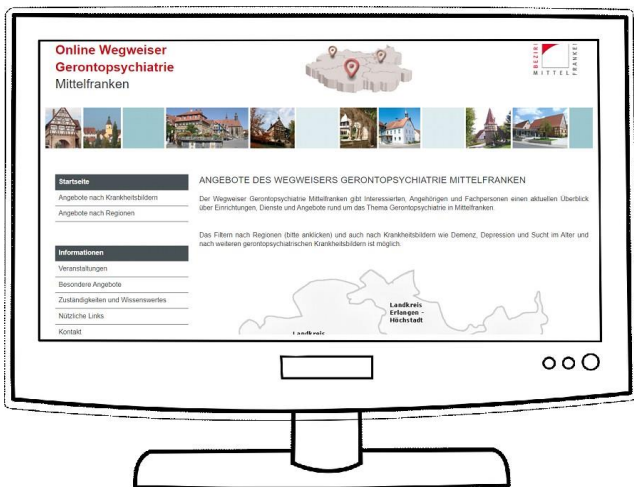 Online Wegweiser
Gerontopsychiatrie
Mittelfranken
BEZIRK
MITTEL
FRANKEN
Startseite
Angebote nach Krankheitsbildern
Angebote nach Regionen
Informationen
Veranstaltungen
Besondere Angebote
Zuständigkeiten und Wissenswertes
Nützliche Links
Kontakt
ANGEBOTE DES WEGWEISERS GERONTOPSYCHIATRIE MITTELFRANKEN
Der Wegweiser Gerontopsychiatrie Mittelfranken gibt Interessierten, Angehörigen und Fachpersonen einen aktuellen Überblick
über Einrichtungen, Dienste und Angebote rund um das Thema Gerontopsychiatrie in Mittelfranken.
Das Filtern nach Regionen (bitte anklicken) und auch nach Krankheitsbildern wie Demenz, Depression und Sucht im Alter und
nach weiteren gerontopsychiatrischen Krankheitsbildern ist möglich.
Landkreis
Erlangen -
Höchstadt
Landkreis